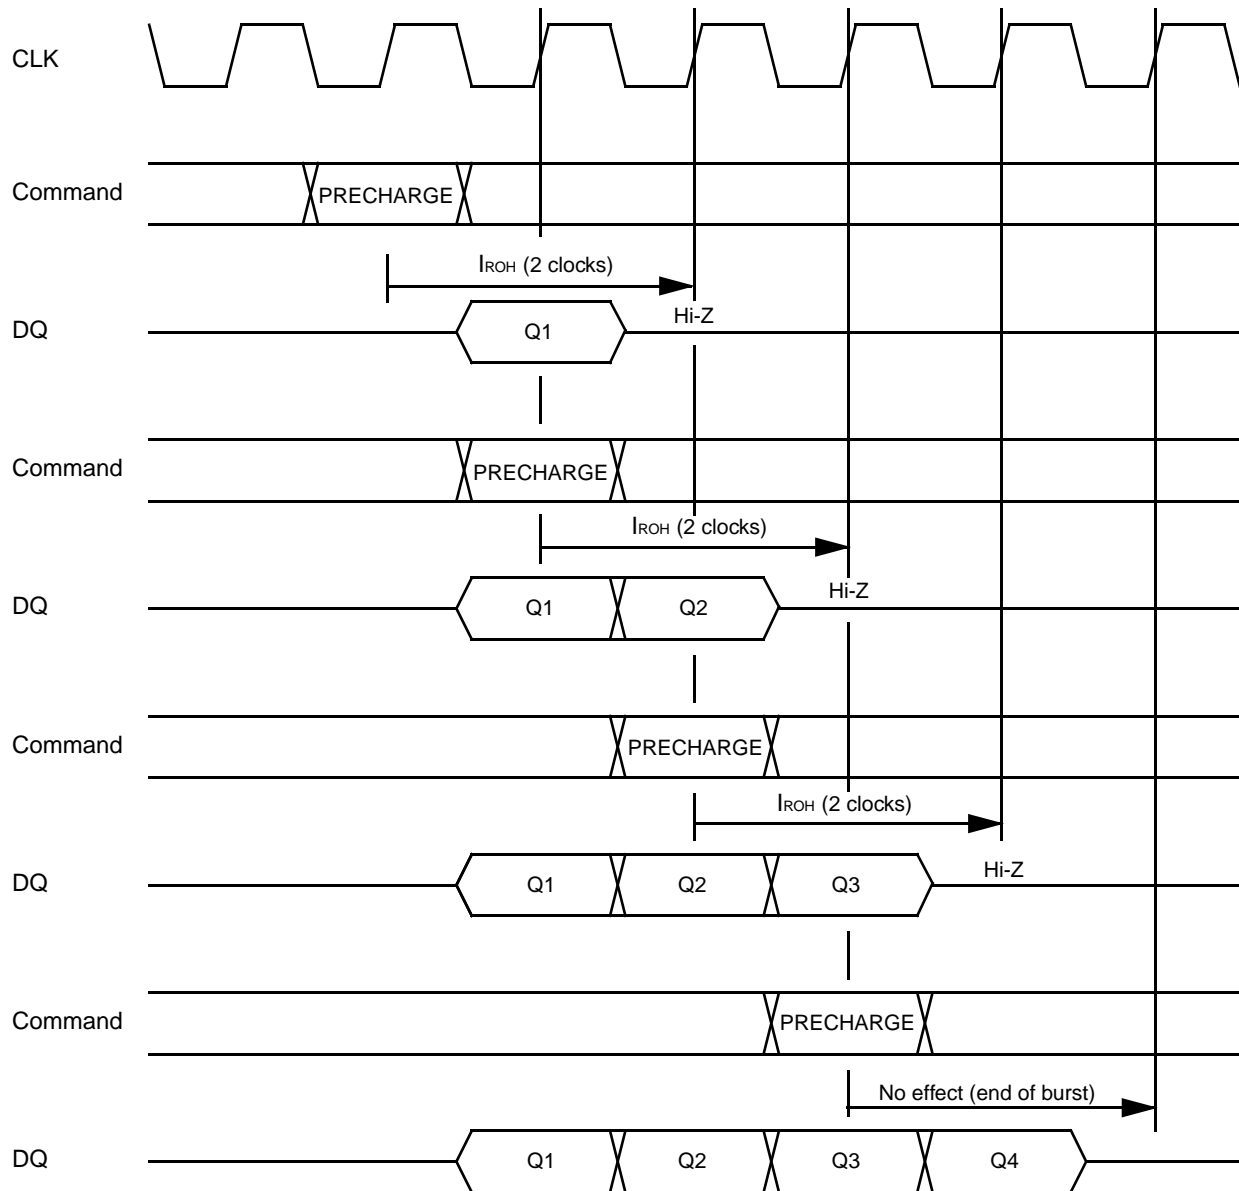 CLK
Command
PRECHARGE
IROH (2 clocks)
DQ
Q1
Hi-Z
Command
PRECHARGE
IROH (2 clocks)
DQ
Q1
Q2
Hi-Z
Command
PRECHARGE
IROH (2 clocks)
DQ
Q1
Q2
Q3
Hi-Z
Command
PRECHARGE
No effect (end of burst)
DQ
Q1
Q2
Q3
Q4